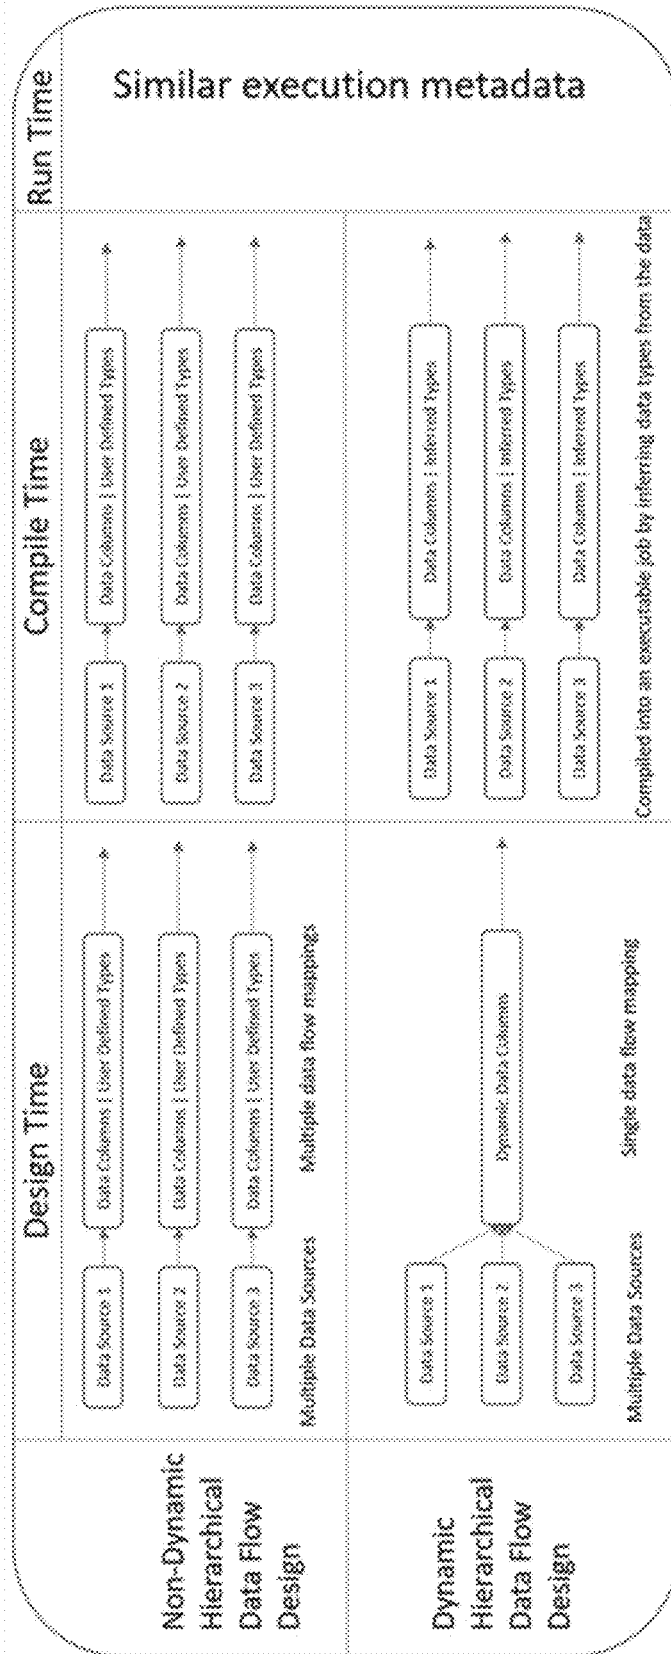 Design Time
Compile Time
Run Time
Non-Dynamic
Hierarchical
Data Flow
Design
Data Source 1
Data Columns | User Defined Types
Data Source 2
Data Columns | User Defined Types
Data Source 3
Data Columns | User Defined Types
Multiple Data Sources
Multiple data flow mappings
Data Source 1
Data Columns | User Defined Types
Data Source 2
Data Columns | User Defined Types
Data Source 3
Data Columns | User Defined Types
Similar execution metadata
Dynamic
Hierarchical
Data Flow
Design
Data Source 1
Data Source 2
Data Source 3
Dynamic Data Columns
Multiple Data Sources
Single data flow mapping
Data Source 1
Data Columns | Inferred Types
Data Source 2
Data Columns | Inferred Types
Data Source 3
Data Columns | Inferred Types
Compiled into an executable job by inferring data types from the data